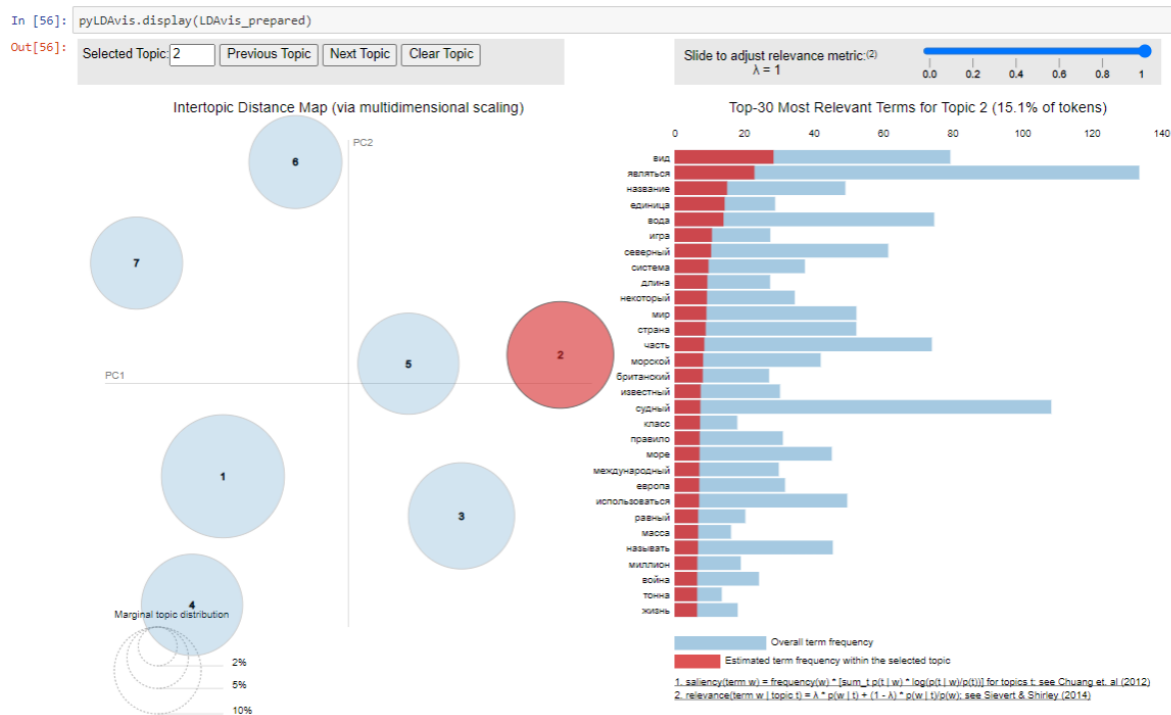 In [56]: pyLDAvis.display(LDAvis_prepared)
Out[56]:
Selected Topic: 2 Previous Topic Next Topic Clear Topic
Slide to adjust relevance metric:(2)
λ = 1
0.0 0.2 0.4 0.6 0.8 1
Intertopic Distance Map (via multidimensional scaling)
PC2
PC1
6
7
5
2
1
3
4
Marginal topic distribution
2%
5%
10%
Top-30 Most Relevant Terms for Topic 2 (15.1% of tokens)
0 20 40 60 80 100 120 140
вид
являться
название
единица
вода
игра
северный
система
длина
некоторый
мир
страна
часть
морской
британский
известный
судный
класс
правило
море
международный
европа
использоваться
равный
масса
называть
миллион
война
тонна
жизнь
Overall term frequency
Estimated term frequency within the selected topic
1. saliency(term w) = frequency(w) * [sum_t p(t | w) * log(p(t | w)/p(t))] for topics t; see Chuang et. al (2012)
2. relevance(term w | topic t) = λ * p(w | t) + (1 - λ) * p(w | t)/p(w); see Sievert & Shirley (2014)